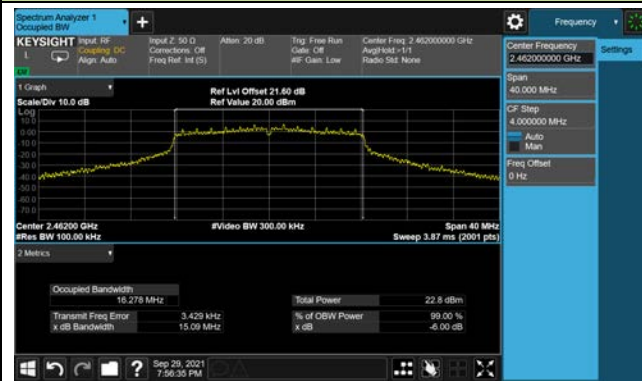 Spectrum Analyzer 1
Occupied BW
Frequency
KEYSIGHT
Input: RF
Coupling: DC
Align: Auto
Input Z: 50 Ω
Corrections: Off
Freq Ref: Int (S)
Atten: 20 dB
Trig: Free Run
Gate: Off
#IF Gain: Low
Center Freq: 2.462000000 GHz
Avg|Hold:>1/1
Radio Std: None
L
Center Frequency
2.462000000 GHz
Settings
Span
40.000 MHz
CF Step
4.000000 MHz
Auto
Man
Freq Offset
0 Hz
1 Graph
Scale/Div 10.0 dB
Ref Lvl Offset 21.60 dB
Ref Value 20.00 dBm
Log
10.0
0.00
-10.0
-20.0
-30.0
-40.0
-50.0
-60.0
-70.0
Center 2.46200 GHz
#Video BW 300.00 kHz
Span 40 MHz
#Res BW 100.00 kHz
Sweep 3.87 ms (2001 pts)
2 Metrics
Occupied Bandwidth
16.278 MHz
Total Power
22.8 dBm
Transmit Freq Error
3.429 kHz
% of OBW Power
99.00 %
x dB Bandwidth
15.09 MHz
x dB
-6.00 dB
Sep 29, 2021
7:56:35 PM